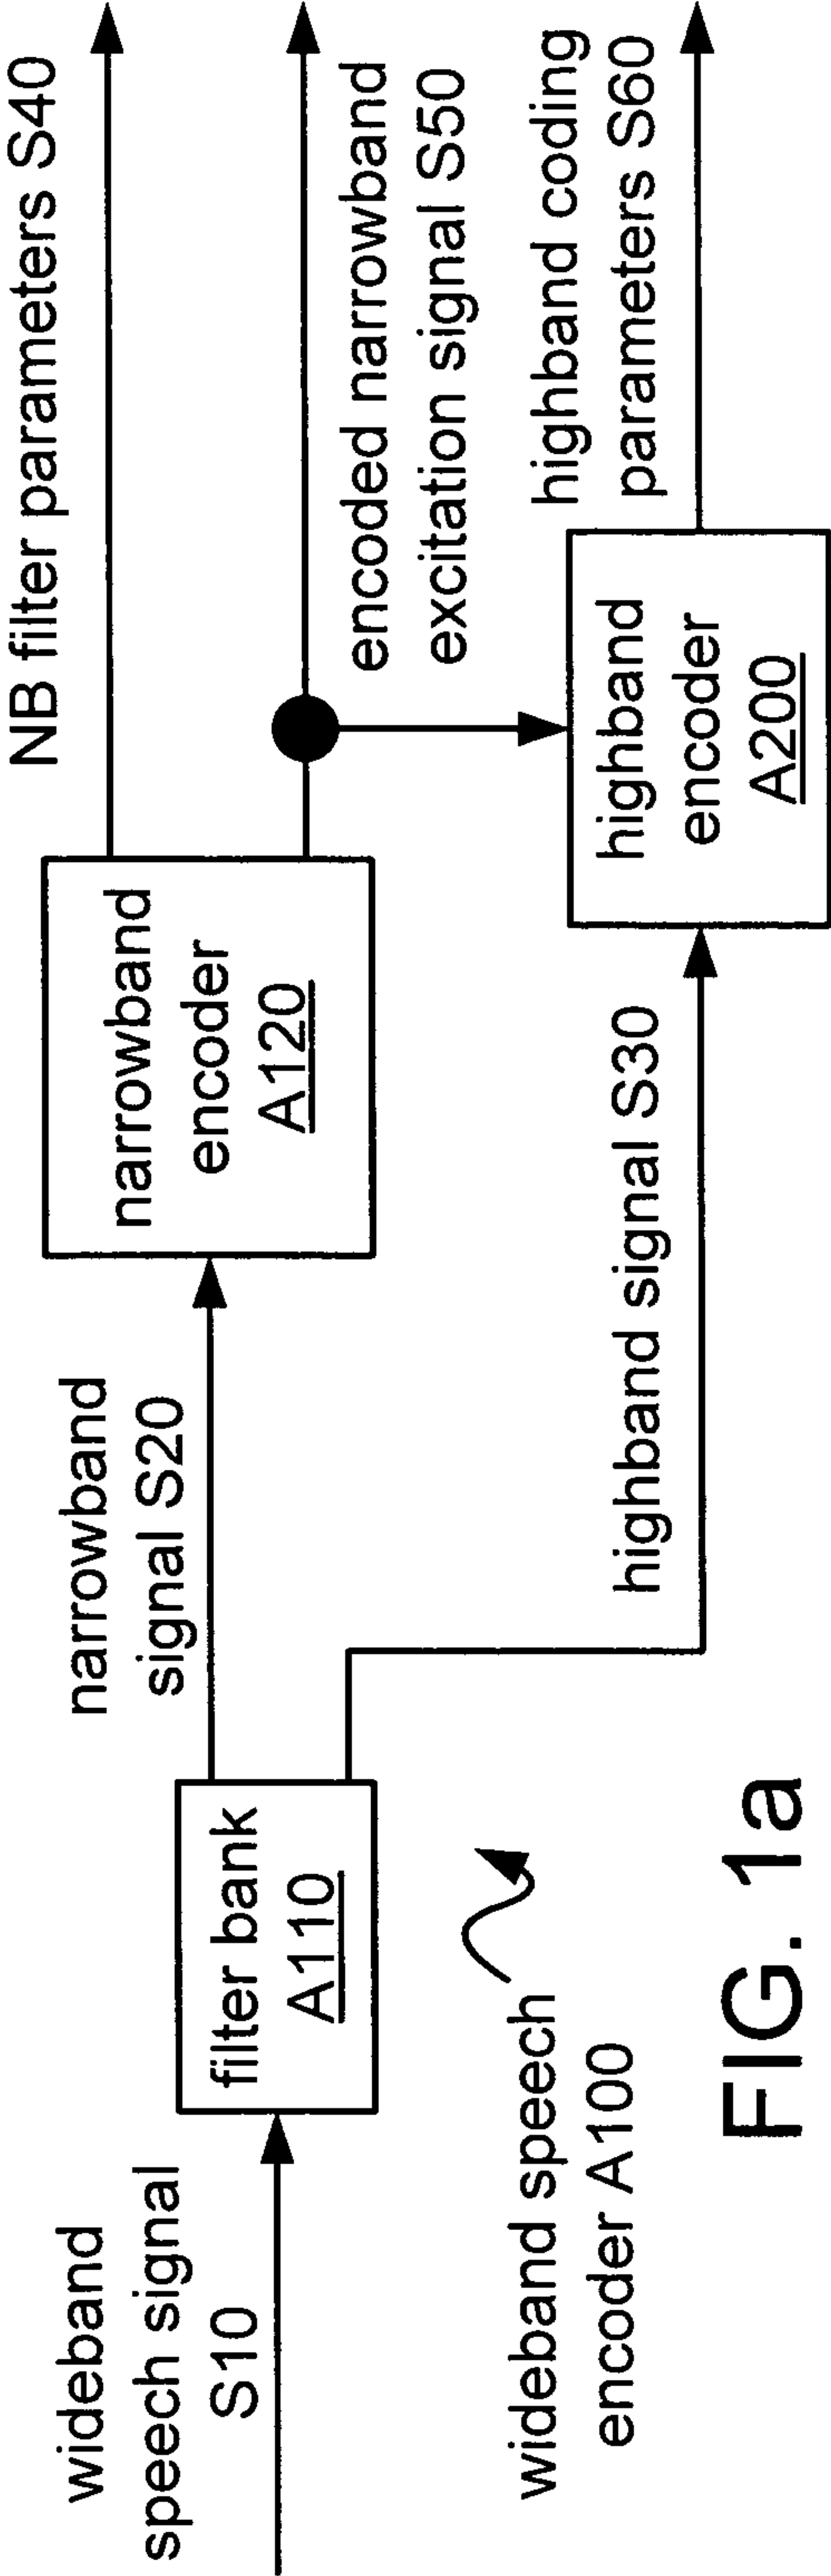 wideband
speech signal
S10
filter bank
A110
narrowband
signal S20
narrowband
encoder
A120
NB filter parameters S40
encoded narrowband
excitation signal S50
highband signal S30
highband
encoder
A200
highband coding
parameters S60
wideband speech
encoder A100
FIG. 1a